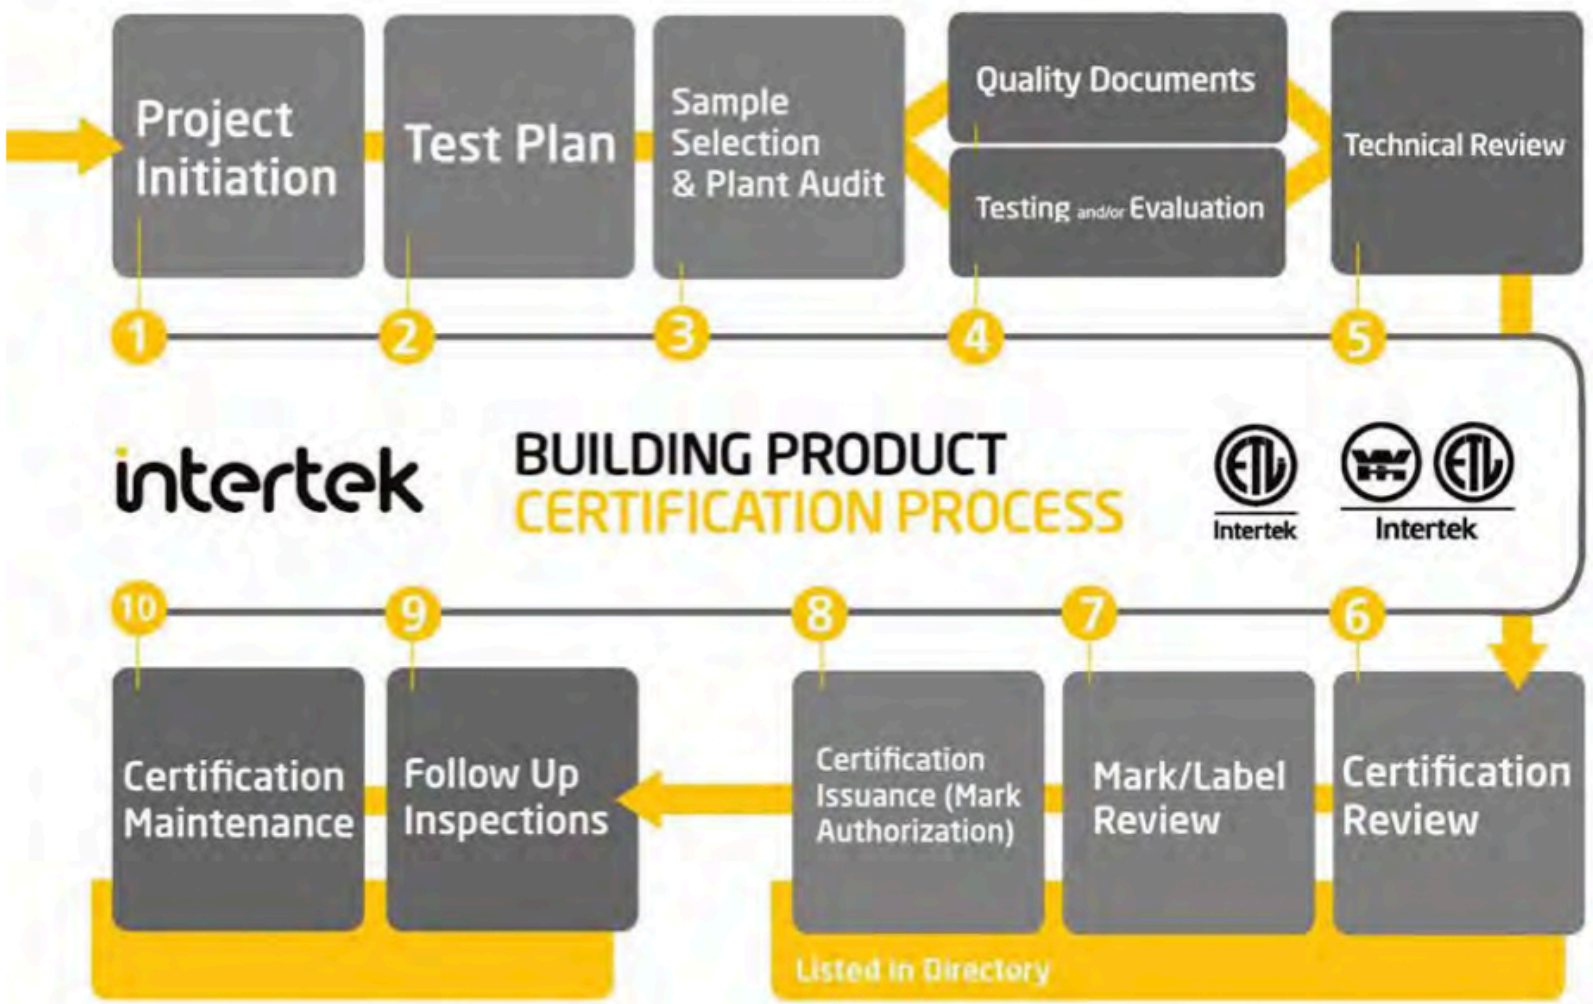 Project
Initiation
Test Plan
Sample
Selection
& Plant Audit
Quality Documents
Testing and/or Evaluation
Technical Review
1
2
3
4
5
intertek
BUILDING PRODUCT
CERTIFICATION PROCESS
ETL
Intertek
W
H
ETL
Intertek
10
9
8
7
6
Certification
Maintenance
Follow Up
Inspections
Certification
Issuance (Mark
Authorization)
Mark/Label
Review
Certification
Review
Listed in Directory